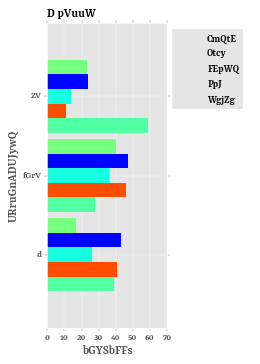 D pVuuW
CmQtE
Otcy
FEpWQ
PpJ
WgjZg
URruGnADUJywQ
ZV
fGrV
d
0 10 20 30 40 50 60 70
bGYSbFFs